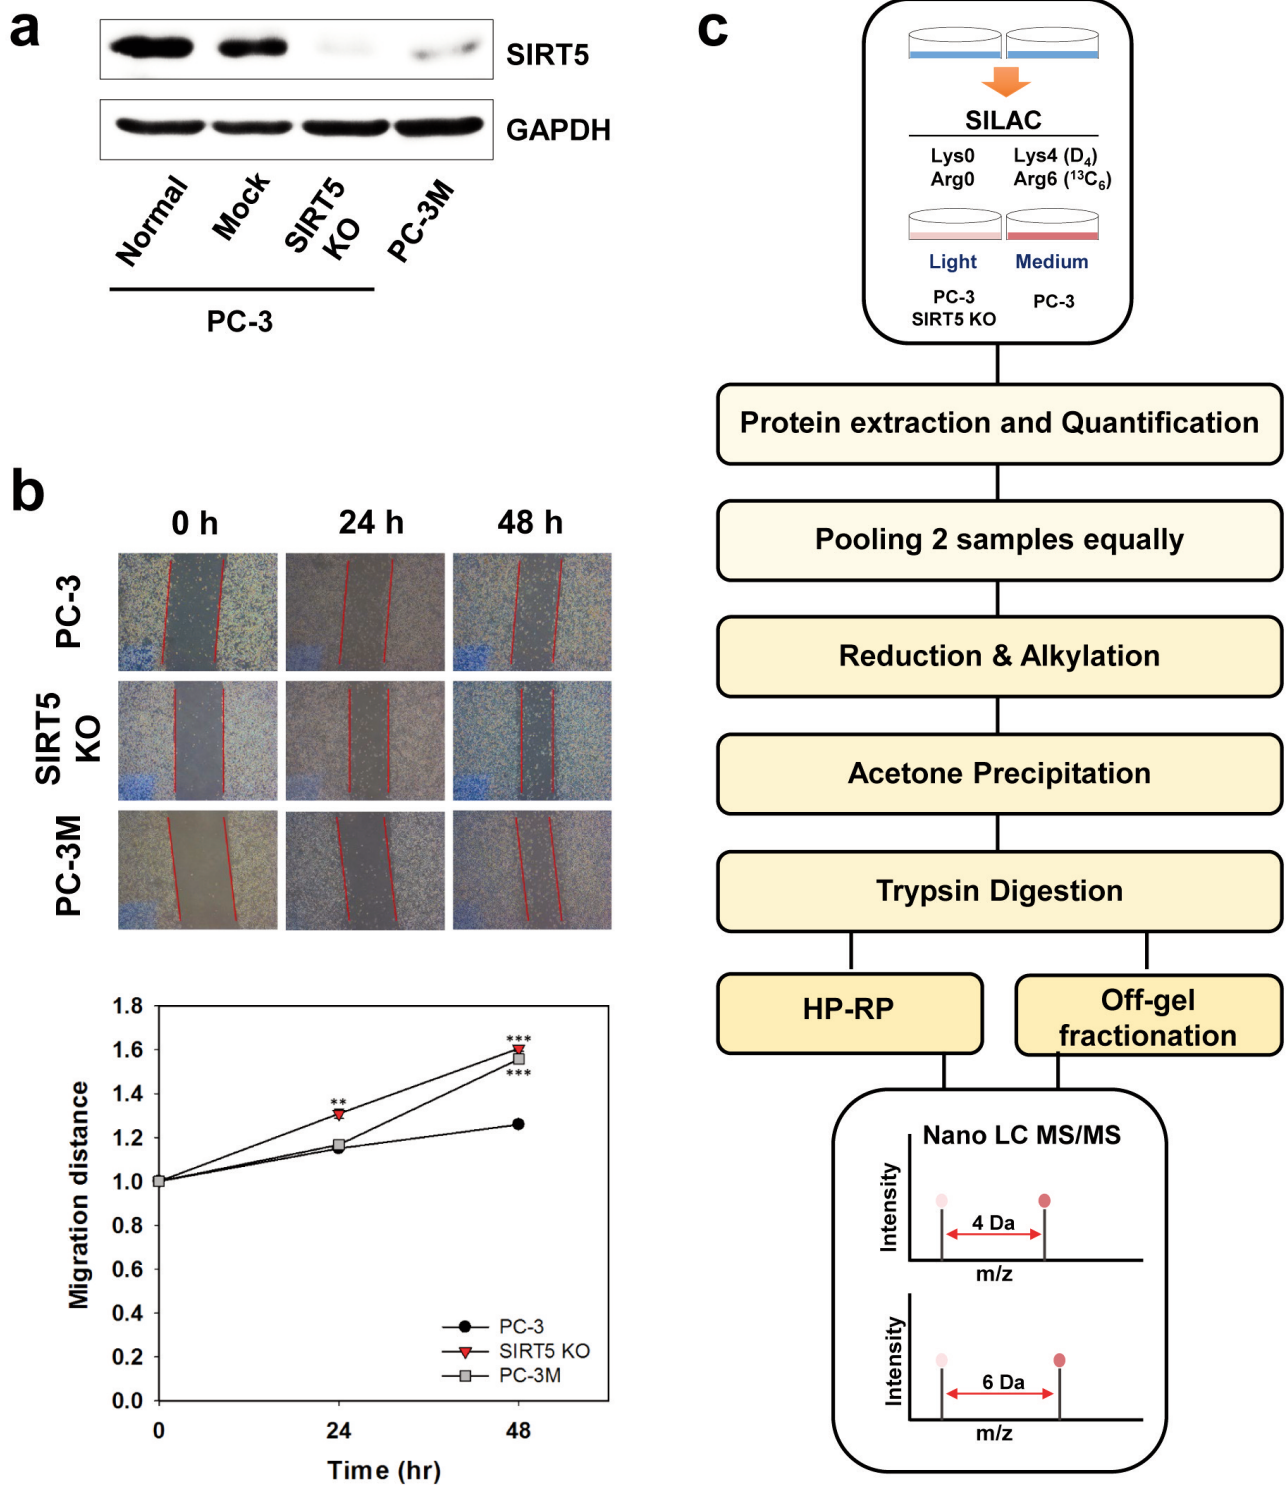 a
SIRT5
GAPDH
Normal
Mock
SIRT5
KO
PC-3M
PC-3
b
0 h
24 h
48 h
PC-3
SIRT5
KO
PC-3M
1.8
1.6
1.4
1.2
1.0
0.8
0.6
0.4
0.2
0.0
Migration distance
**
***
***
PC-3
SIRT5 KO
PC-3M
0
24
48
Time (hr)
c
SILAC
Lys0
Lys4 (D₄)
Arg0
Arg6 (¹³C₆)
Light
Medium
PC-3
SIRT5 KO
PC-3
Protein extraction and Quantification
Pooling 2 samples equally
Reduction & Alkylation
Acetone Precipitation
Trypsin Digestion
HP-RP
Off-gel
fractionation
Nano LC MS/MS
Intensity
4 Da
m/z
Intensity
6 Da
m/z